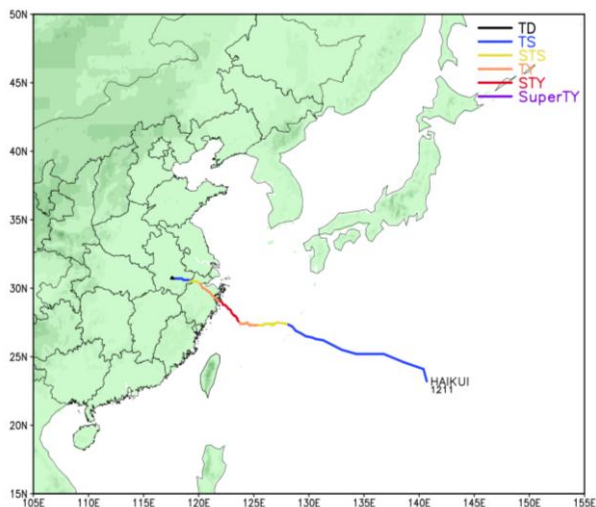 50N
45N
40N
35N
30N
25N
20N
15N
TD
TS
STS
TY
STY
SuperTY
HAIKUI
1211
105E 110E 115E 120E 125E 130E 135E 140E 145E 150E 155E